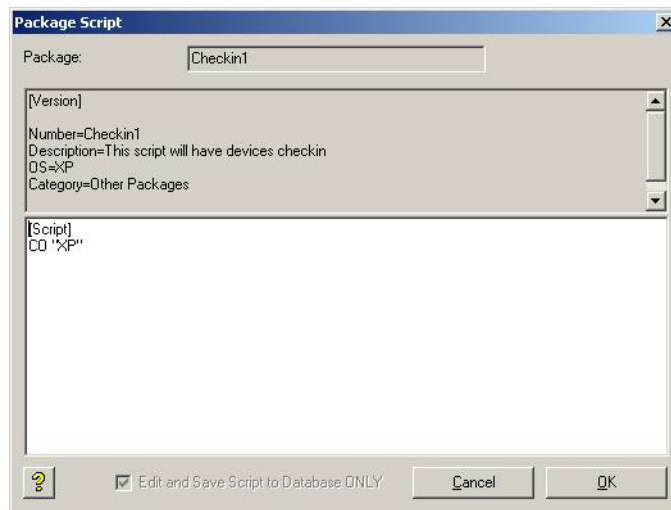 Package Script
Package: Checkin1
[Version]
Number=Checkin1
Description=This script will have devices checkin
OS=XP
Category=Other Packages
[Script]
CO "XP"
? Edit and Save Script to Database ONLY Cancel OK